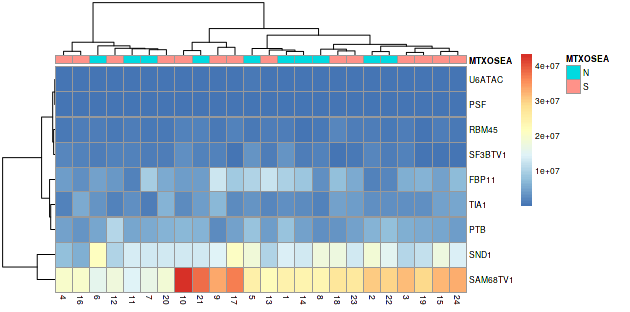 MTXOSEA
U6ATAC
PSF
RBM45
SF3BTV1
FBP11
TIA1
PTB
SND1
SAM68TV1
4 16 6 12 11 7 20 10 21 9 17 5 13 1 14 8 18 23 2 22 3 19 15 24
4e+07
3e+07
2e+07
1e+07
MTXOSEA
N
S